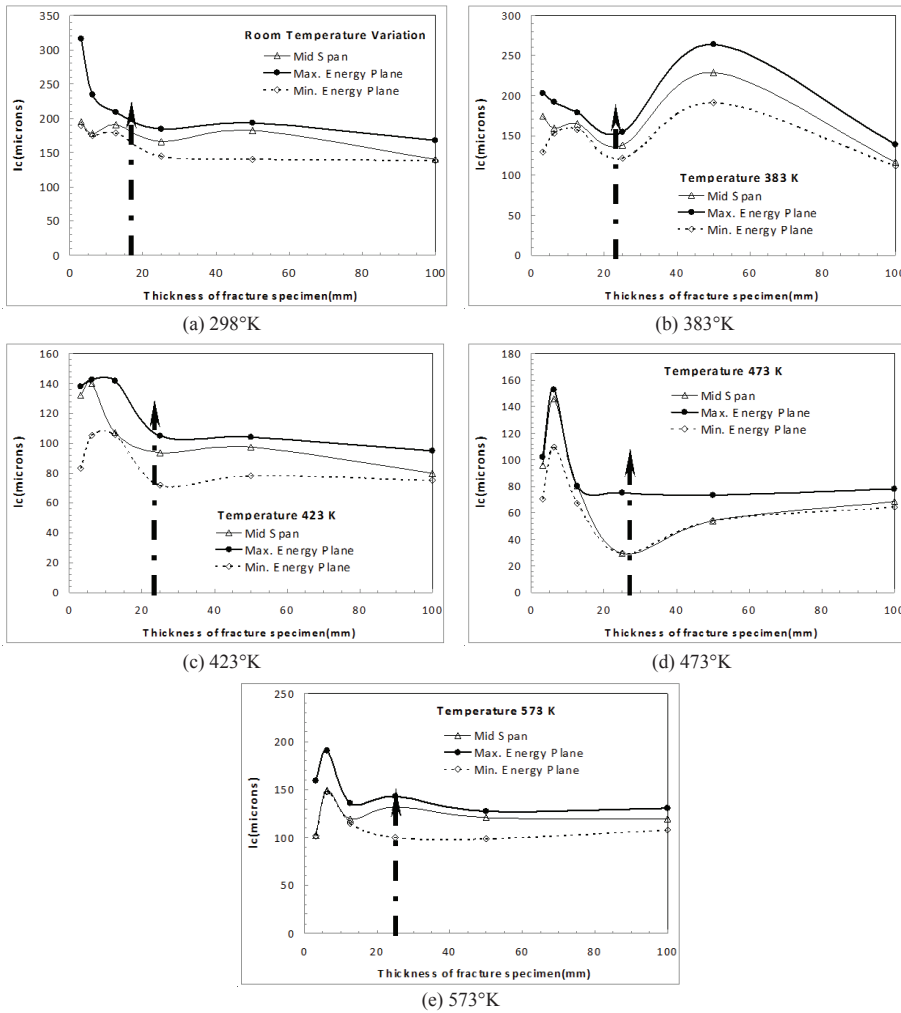 350
300
250
200
150
100
50
0
lc(microns)
Room Temperature Variation
Mid Span
Max. Energy Plane
Min. Energy Plane
0 20 40 60 80 100
Thickness of fracture specimen(mm)
(a) 298°K
300
250
200
150
100
50
0
lc(microns)
Temperature 383 K
Mid Span
Max. Energy Plane
Min. Energy Plane
0 20 40 60 80 100
Thickness of fracture specimen(mm)
(b) 383°K
160
140
120
100
80
60
40
20
0
lc(microns)
Temperature 423 K
Mid Span
Max. Energy Plane
Min. Energy Plane
0 20 40 60 80 100
Thickness of fracture specimen(mm)
(c) 423°K
180
160
140
120
100
80
60
40
20
0
lc(microns)
Temperature 473 K
Mid Span
Max. Energy Plane
Min. Energy Plane
0 20 40 60 80 100
Thickness of fracture specimen(mm)
(d) 473°K
250
200
150
100
50
0
lc(microns)
Temperature 573 K
Mid Span
Max. Energy Plane
Min. Energy Plane
0 20 40 60 80 100
Thickness of fracture specimen(mm)
(e) 573°K